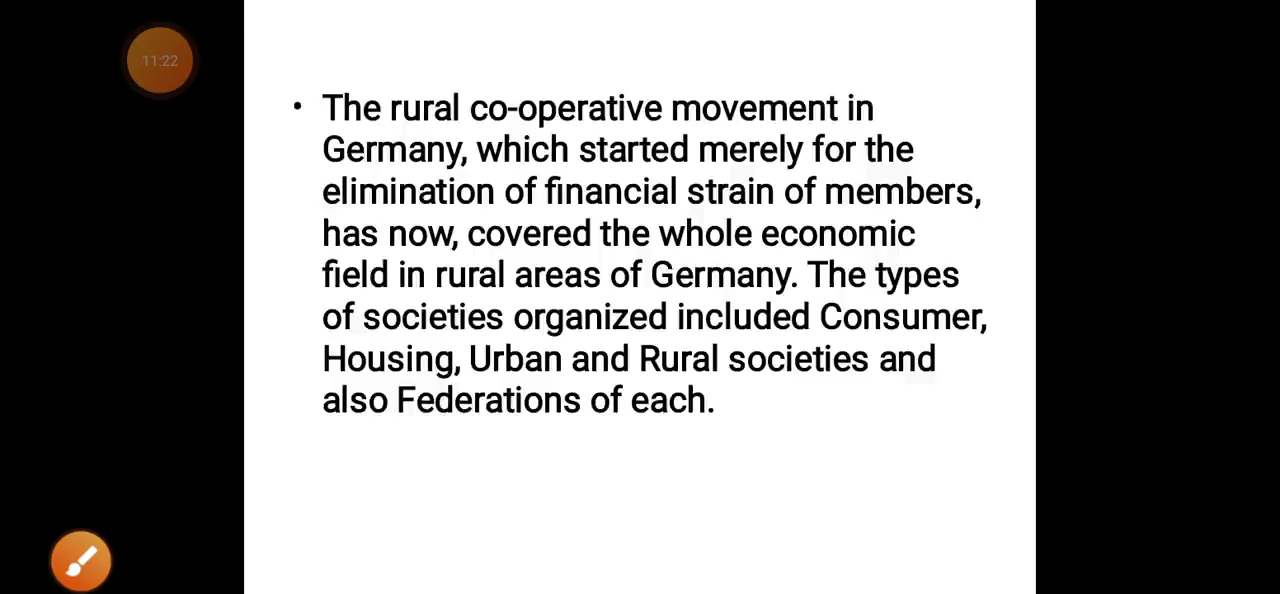 11:22
• The rural co-operative movement in
Germany, which started merely for the
elimination of financial strain of members,
has now, covered the whole economic
field in rural areas of Germany. The types
of societies organized included Consumer,
Housing, Urban and Rural societies and
also Federations of each.